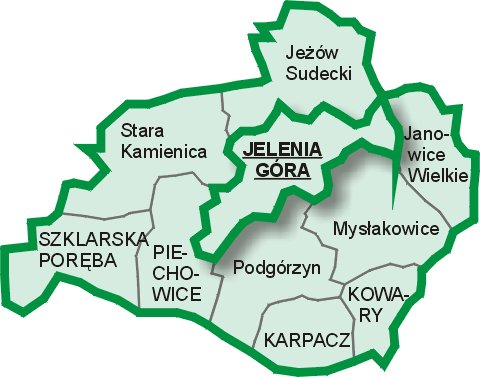 Jeżów
Sudecki
Stara
Kamienica
JELENIA
GÓRA
Jano-
wice
Wielkie
Mysłakowice
SZKLARSKA
PORĘBA
PIE-
CHO-
WICE
Podgórzyn
KOWA-
RY
KARPACZ